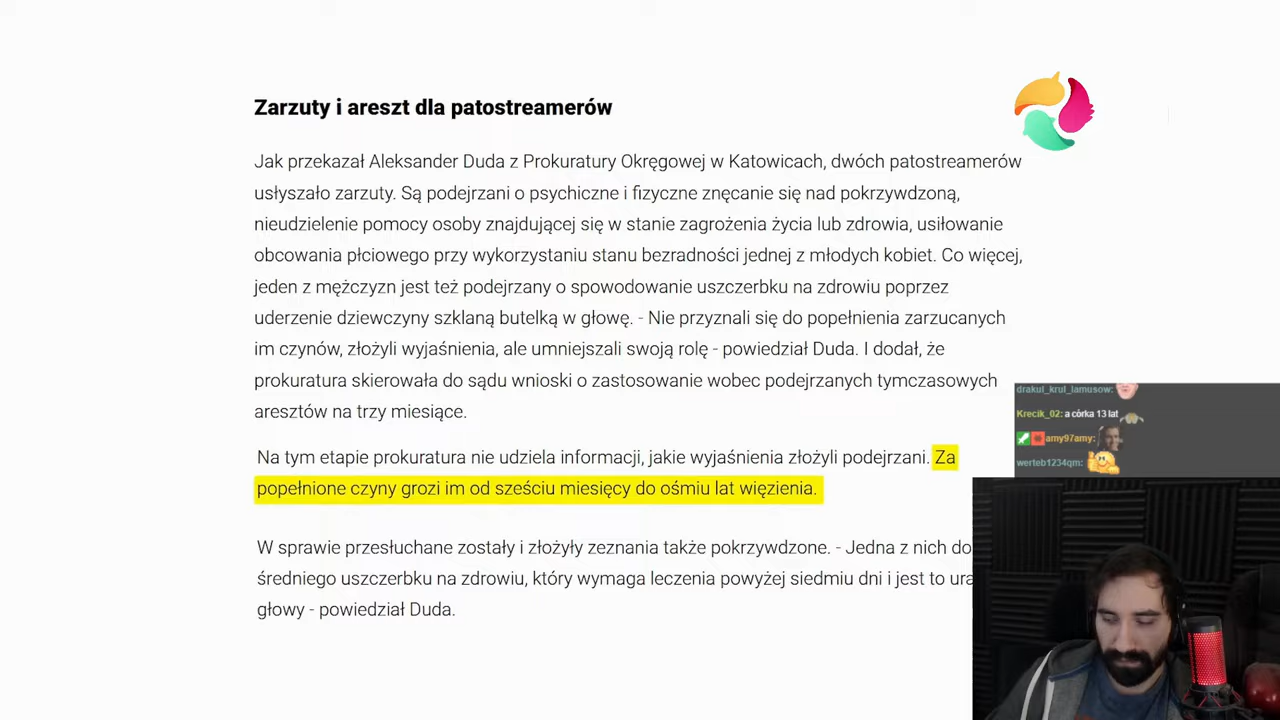 Zarzuty i areszt dla patostreamerów
Jak przekazał Aleksander Duda z Prokuratury Okręgowej w Katowicach, dwóch patostreamerów
usłyszało zarzuty. Są podejrzani o psychiczne i fizyczne znęcanie się nad pokrzywdzoną,
nieudzielenie pomocy osoby znajdującej się w stanie zagrożenia życia lub zdrowia, usiłowanie
obcowania płciowego przy wykorzystaniu stanu bezradności jednej z młodych kobiet. Co więcej,
jeden z mężczyzn jest też podejrzany o spowodowanie uszczerbku na zdrowiu poprzez
uderzenie dziewczyny szklaną butelką w głowę. - Nie przyznali się do popełnienia zarzucanych
im czynów, złożyli wyjaśnienia, ale umniejszali swoją rolę - powiedział Duda. I dodał, że
prokuratura skierowała do sądu wnioski o zastosowanie wobec podejrzanych tymczasowych
aresztów na trzy miesiące.
Na tym etapie prokuratura nie udziela informacji, jakie wyjaśnienia złożyli podejrzani. Za
popełnione czyny grozi im od sześciu miesięcy do ośmiu lat więzienia.
W sprawie przesłuchane zostały i złożyły zeznania także pokrzywdzone. - Jedna z nich do
średniego uszczerbku na zdrowiu, który wymaga leczenia powyżej siedmiu dni i jest to ura
głowy - powiedział Duda.
drakul_krul_lamusow:
Krecik_02: a córka 13 lat
amy97amy:
werteb1234qm: